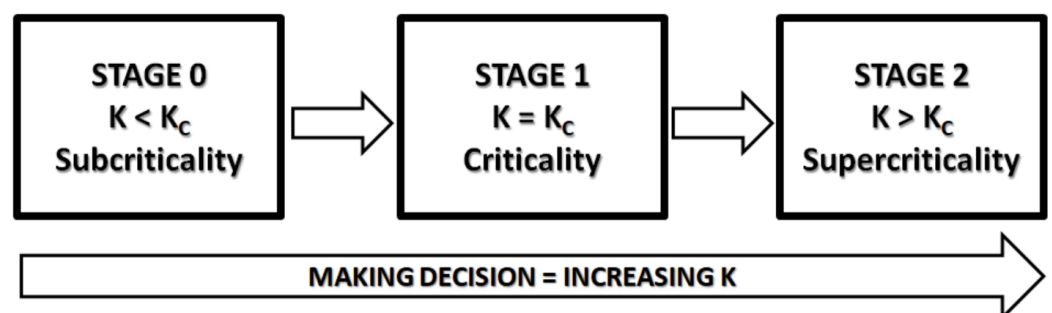 STAGE 0
K < KC
Subcriticality
STAGE 1
K = KC
Criticality
STAGE 2
K > KC
Supercriticality
MAKING DECISION = INCREASING K